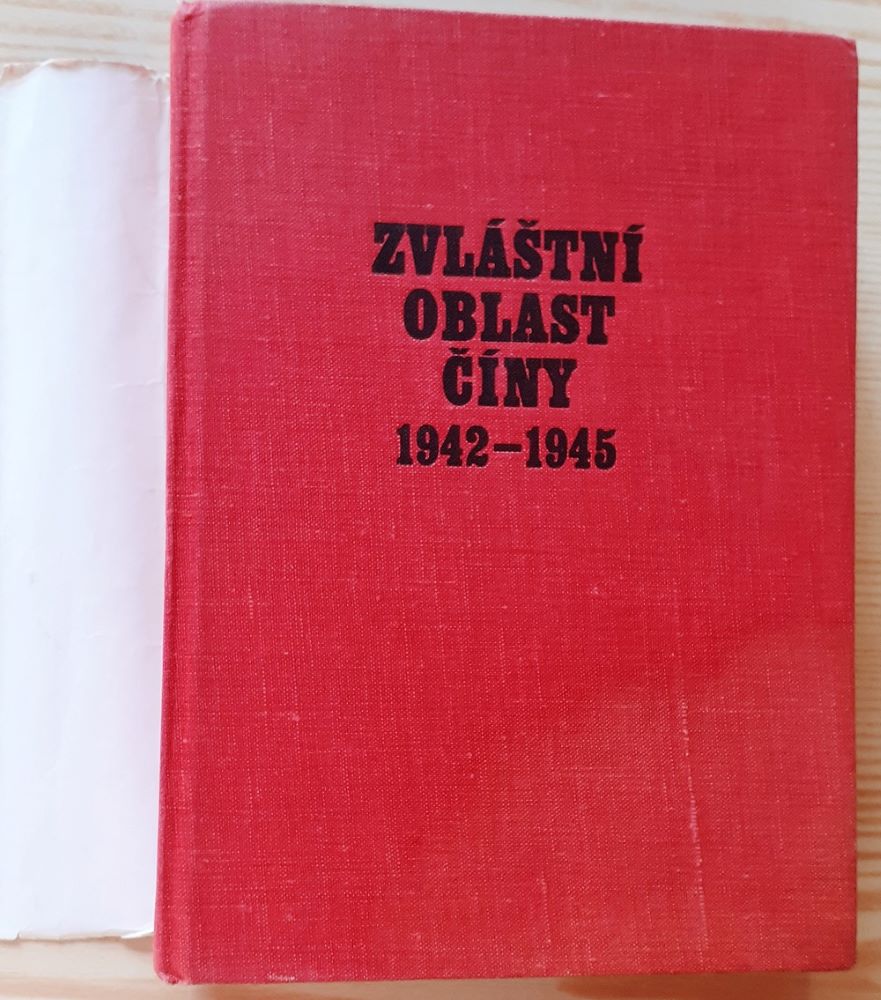 ZVLÁŠTNÍ
OBLAST
ČÍNY
1942–1945